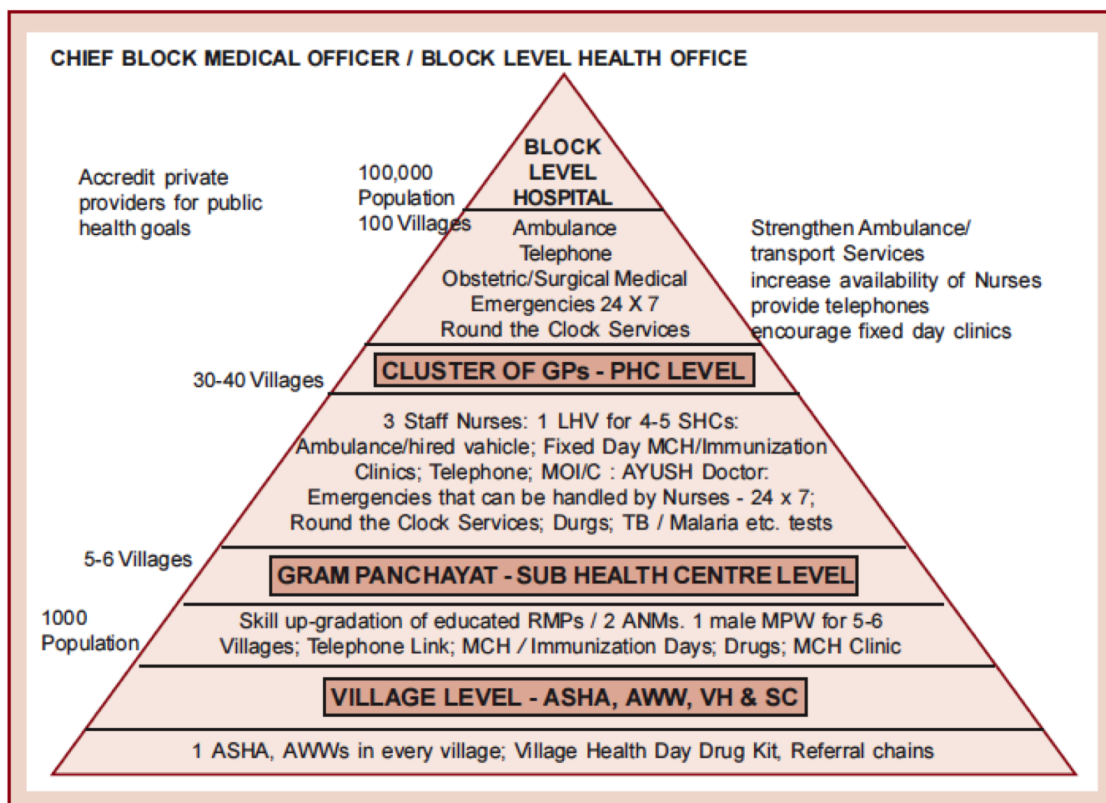 CHIEF BLOCK MEDICAL OFFICER / BLOCK LEVEL HEALTH OFFICE
BLOCK
LEVEL
HOSPITAL
100,000
Population
100 Villages
Accredit private
providers for public
health goals
Ambulance
Telephone
Obstetric/Surgical Medical
Emergencies 24 X 7
Round the Clock Services
Strengthen Ambulance/
transport Services
increase availability of Nurses
provide telephones
encourage fixed day clinics
30-40 Villages
CLUSTER OF GPs - PHC LEVEL
3 Staff Nurses: 1 LHV for 4-5 SHCs:
Ambulance/hired vahicle; Fixed Day MCH/Immunization
Clinics; Telephone; MOI/C : AYUSH Doctor:
Emergencies that can be handled by Nurses - 24 x 7;
Round the Clock Services; Durgs; TB / Malaria etc. tests
5-6 Villages
GRAM PANCHAYAT - SUB HEALTH CENTRE LEVEL
1000
Population
Skill up-gradation of educated RMPs / 2 ANMs. 1 male MPW for 5-6
Villages; Telephone Link; MCH / Immunization Days; Drugs; MCH Clinic
VILLAGE LEVEL - ASHA, AWW, VH & SC
1 ASHA, AWWs in every village; Village Health Day Drug Kit, Referral chains